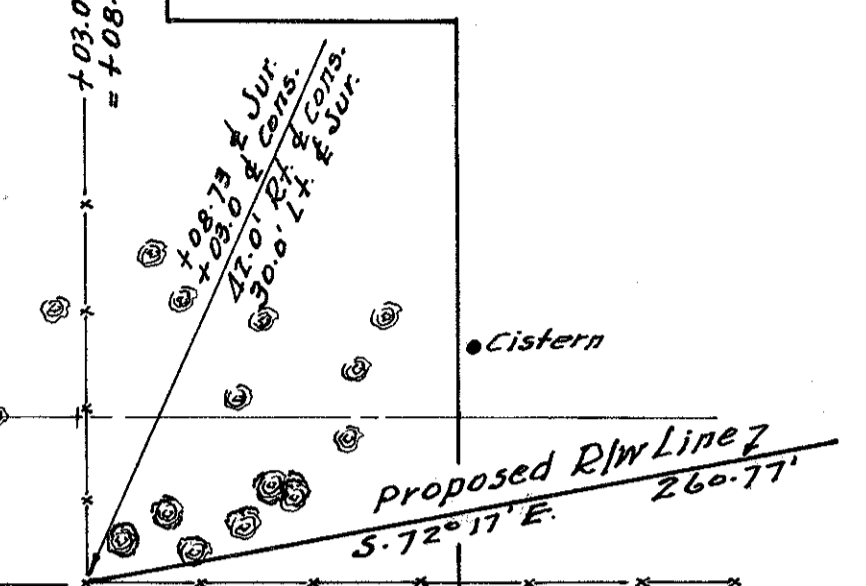 +03.0
= +08.
+08.73 ℄ Sur.
+03.0 ℄ Cons.
42.0' Rt. ℄ Cons.
30.0' Lt. ℄ Sur.
Cistern
Proposed R/W Line
S. 72° 17' E.
260.77'